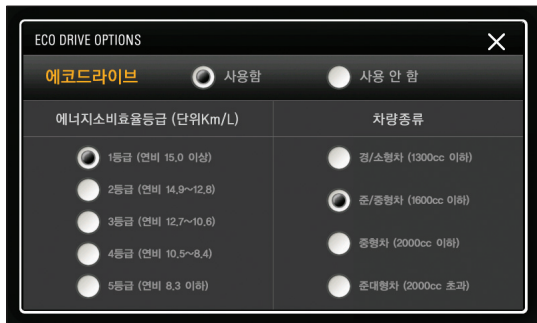 ECO DRIVE OPTIONS
에코드라이브 사용함 사용 안 함
에너지소비효율등급 (단위Km/L)
1등급 (연비 15.0 이상)
2등급 (연비 14.9~12.8)
3등급 (연비 12.7~10.6)
4등급 (연비 10.5~8.4)
5등급 (연비 8.3 이하)
차량종류
경/소형차 (1300cc 이하)
준/중형차 (1600cc 이하)
중형차 (2000cc 이하)
준대형차 (2000cc 초과)